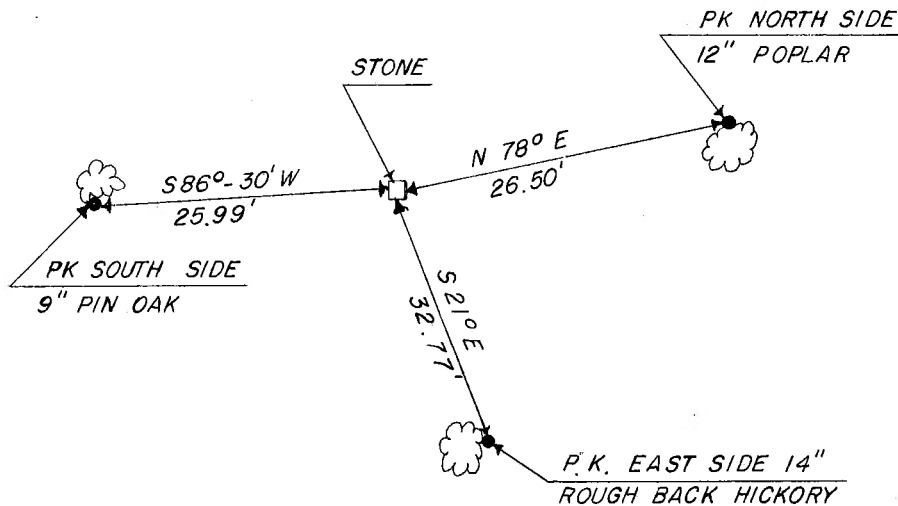 PK NORTH SIDE
12" POPLAR
STONE
N 78° E
26.50'
S86°-30'W
25.99'
PK SOUTH SIDE
9" PIN OAK
S 21° E
32.77'
P.K. EAST SIDE 14"
ROUGH BACK HICKORY